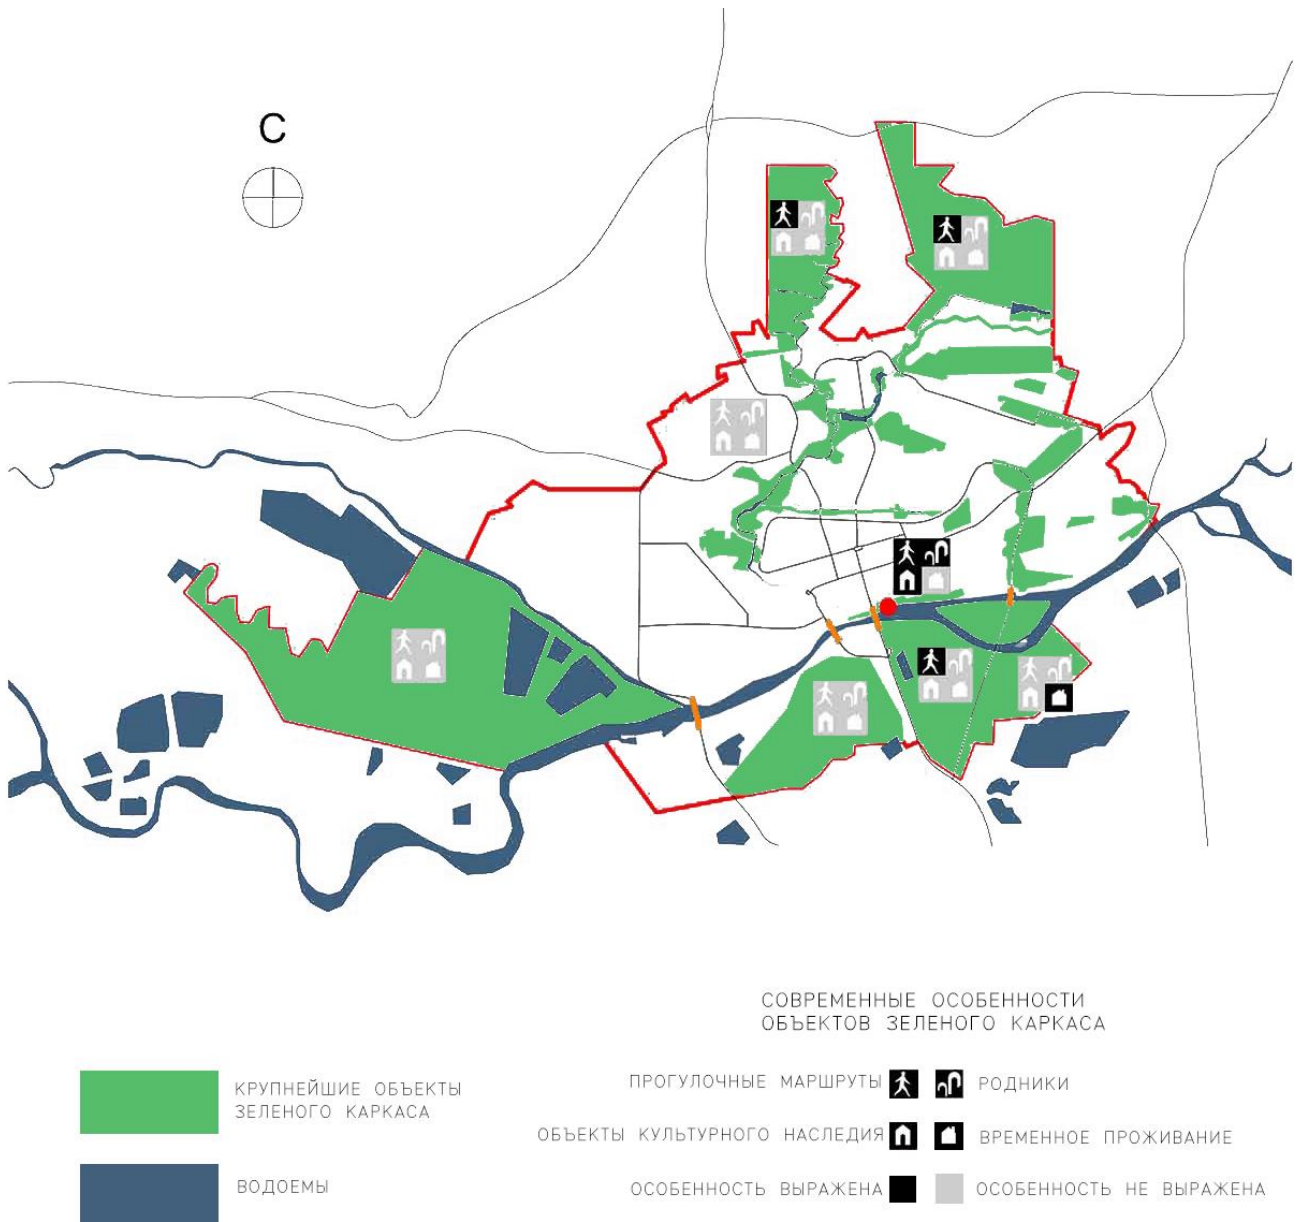 С
СОВРЕМЕННЫЕ ОСОБЕННОСТИ
ОБЪЕКТОВ ЗЕЛЕНОГО КАРКАСА
КРУПНЕЙШИЕ ОБЪЕКТЫ
ЗЕЛЕНОГО КАРКАСА
ВОДОЕМЫ
ПРОГУЛОЧНЫЕ МАРШРУТЫ
РОДНИКИ
ОБЪЕКТЫ КУЛЬТУРНОГО НАСЛЕДИЯ
ВРЕМЕННОЕ ПРОЖИВАНИЕ
ОСОБЕННОСТЬ ВЫРАЖЕНА
ОСОБЕННОСТЬ НЕ ВЫРАЖЕНА